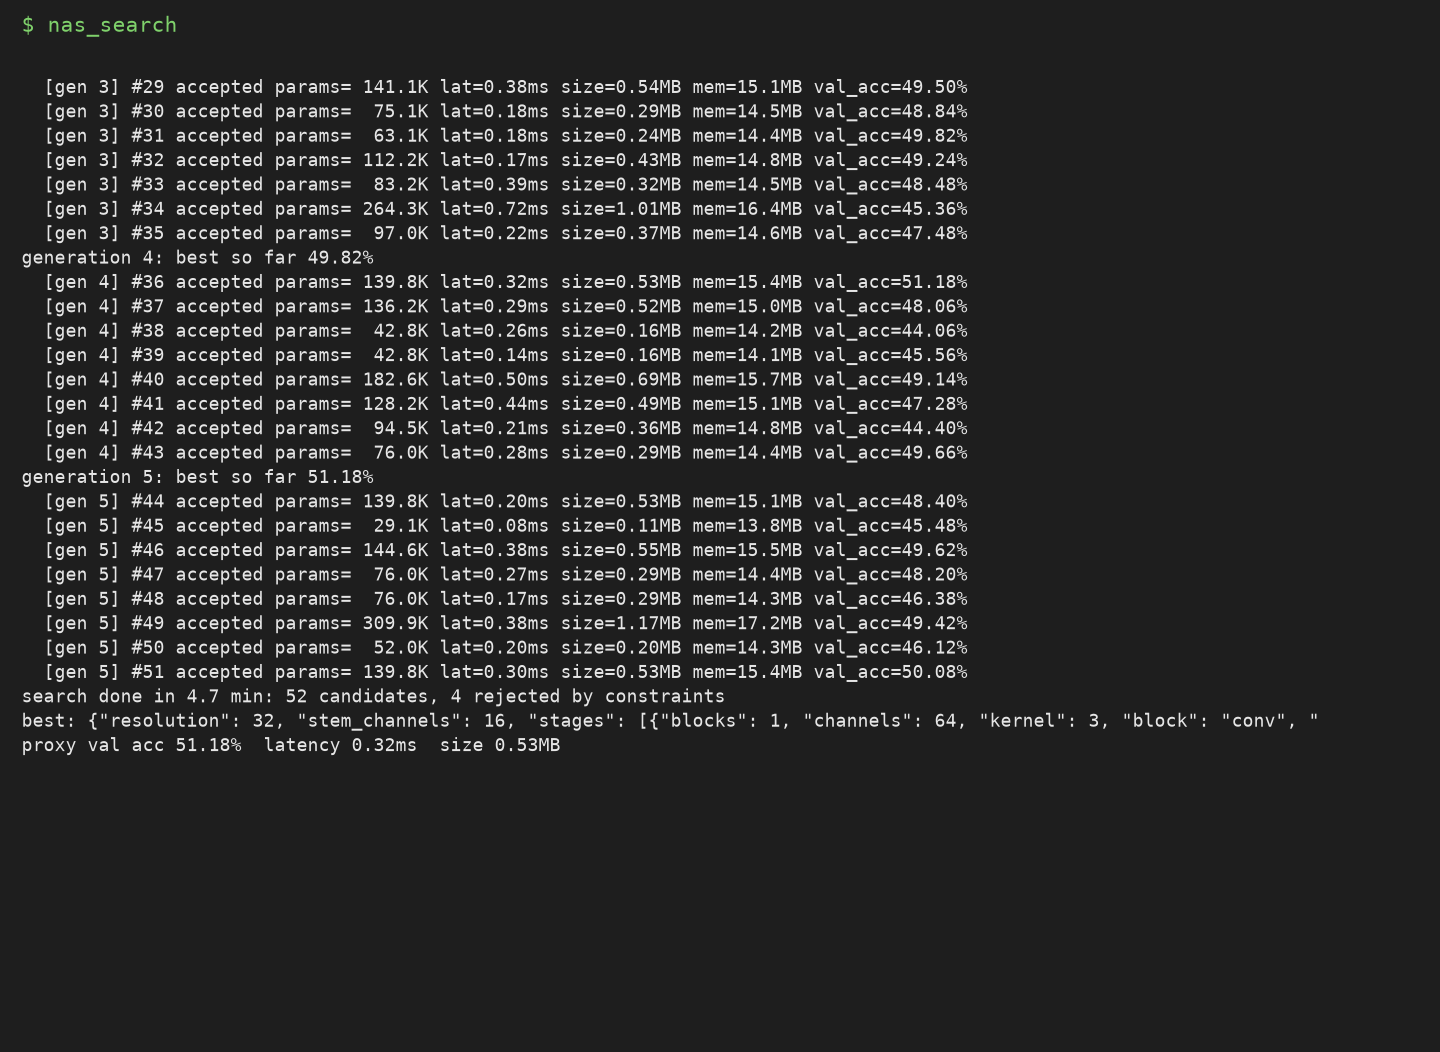 $ nas_search
[gen 3] #29 accepted params= 141.1K lat=0.38ms size=0.54MB mem=15.1MB val_acc=49.50%
[gen 3] #30 accepted params=  75.1K lat=0.18ms size=0.29MB mem=14.5MB val_acc=48.84%
[gen 3] #31 accepted params=  63.1K lat=0.18ms size=0.24MB mem=14.4MB val_acc=49.82%
[gen 3] #32 accepted params= 112.2K lat=0.17ms size=0.43MB mem=14.8MB val_acc=49.24%
[gen 3] #33 accepted params=  83.2K lat=0.39ms size=0.32MB mem=14.5MB val_acc=48.48%
[gen 3] #34 accepted params= 264.3K lat=0.72ms size=1.01MB mem=16.4MB val_acc=45.36%
[gen 3] #35 accepted params=  97.0K lat=0.22ms size=0.37MB mem=14.6MB val_acc=47.48%
generation 4: best so far 49.82%
[gen 4] #36 accepted params= 139.8K lat=0.32ms size=0.53MB mem=15.4MB val_acc=51.18%
[gen 4] #37 accepted params= 136.2K lat=0.29ms size=0.52MB mem=15.0MB val_acc=48.06%
[gen 4] #38 accepted params=  42.8K lat=0.26ms size=0.16MB mem=14.2MB val_acc=44.06%
[gen 4] #39 accepted params=  42.8K lat=0.14ms size=0.16MB mem=14.1MB val_acc=45.56%
[gen 4] #40 accepted params= 182.6K lat=0.50ms size=0.69MB mem=15.7MB val_acc=49.14%
[gen 4] #41 accepted params= 128.2K lat=0.44ms size=0.49MB mem=15.1MB val_acc=47.28%
[gen 4] #42 accepted params=  94.5K lat=0.21ms size=0.36MB mem=14.8MB val_acc=44.40%
[gen 4] #43 accepted params=  76.0K lat=0.28ms size=0.29MB mem=14.4MB val_acc=49.66%
generation 5: best so far 51.18%
[gen 5] #44 accepted params= 139.8K lat=0.20ms size=0.53MB mem=15.1MB val_acc=48.40%
[gen 5] #45 accepted params=  29.1K lat=0.08ms size=0.11MB mem=13.8MB val_acc=45.48%
[gen 5] #46 accepted params= 144.6K lat=0.38ms size=0.55MB mem=15.5MB val_acc=49.62%
[gen 5] #47 accepted params=  76.0K lat=0.27ms size=0.29MB mem=14.4MB val_acc=48.20%
[gen 5] #48 accepted params=  76.0K lat=0.17ms size=0.29MB mem=14.3MB val_acc=46.38%
[gen 5] #49 accepted params= 309.9K lat=0.38ms size=1.17MB mem=17.2MB val_acc=49.42%
[gen 5] #50 accepted params=  52.0K lat=0.20ms size=0.20MB mem=14.3MB val_acc=46.12%
[gen 5] #51 accepted params= 139.8K lat=0.30ms size=0.53MB mem=15.4MB val_acc=50.08%
search done in 4.7 min: 52 candidates, 4 rejected by constraints
best: {"resolution": 32, "stem_channels": 16, "stages": [{"blocks": 1, "channels": 64, "kernel": 3, "block": "conv", "
proxy val acc 51.18%  latency 0.32ms  size 0.53MB